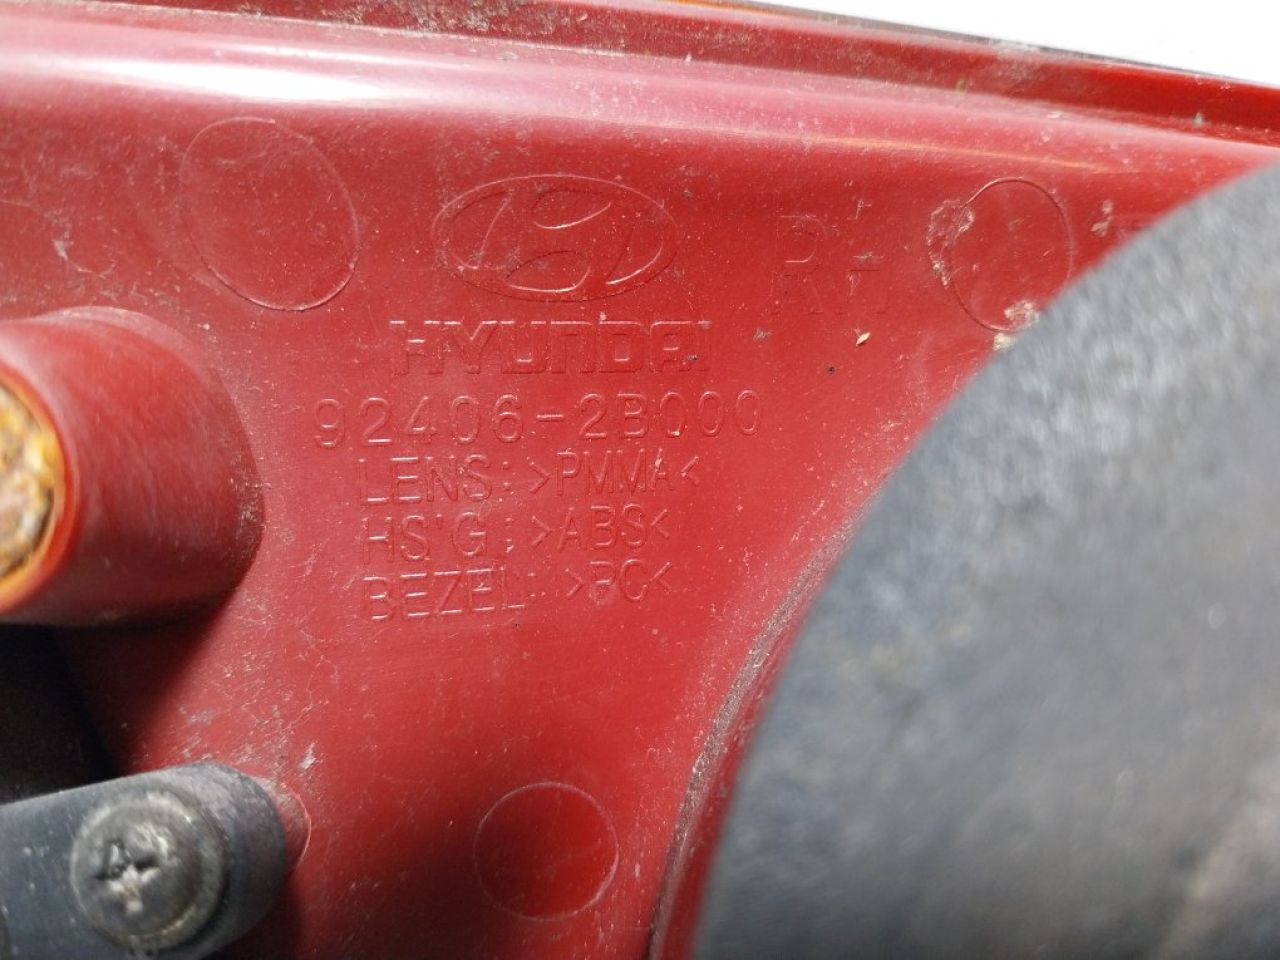 RH
HYUNDAI
92406-2B000
LENS: >PMMA<
HS'G: >ABS<
BEZEL: >PC<